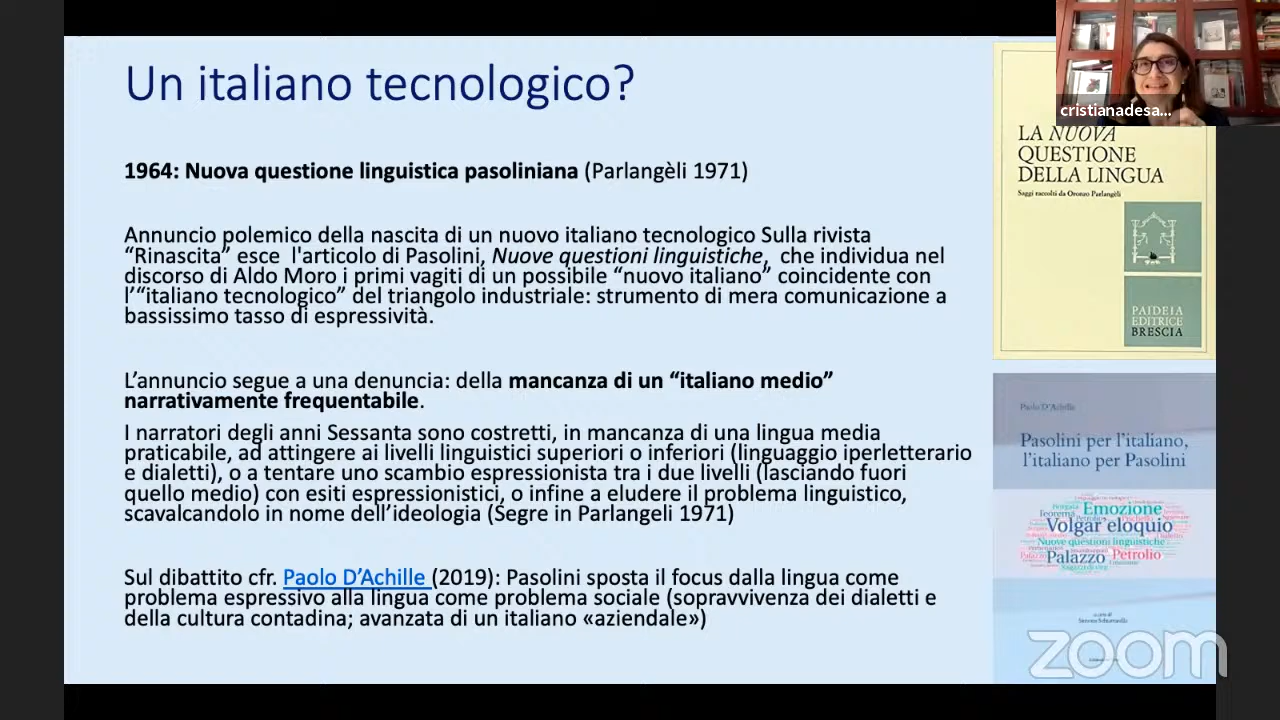 Un italiano tecnologico?
1964: Nuova questione linguistica pasoliniana (Parlangèli 1971)
Annuncio polemico della nascita di un nuovo italiano tecnologico Sulla rivista
“Rinascita” esce l'articolo di Pasolini, Nuove questioni linguistiche, che individua nel
discorso di Aldo Moro i primi vagiti di un possibile “nuovo italiano” coincidente con
l’“italiano tecnologico” del triangolo industriale: strumento di mera comunicazione a
bassissimo tasso di espressività.
L’annuncio segue a una denuncia: della mancanza di un “italiano medio”
narrativamente frequentabile.
I narratori degli anni Sessanta sono costretti, in mancanza di una lingua media
praticabile, ad attingere ai livelli linguistici superiori o inferiori (linguaggio iperletterario
e dialetti), o a tentare uno scambio espressionista tra i due livelli (lasciando fuori
quello medio) con esiti espressionistici, o infine a eludere il problema linguistico,
scavalcandolo in nome dell’ideologia (Segre in Parlangeli 1971)
Sul dibattito cfr. Paolo D’Achille (2019): Pasolini sposta il focus dalla lingua come
problema espressivo alla lingua come problema sociale (sopravvivenza dei dialetti e
della cultura contadina; avanzata di un italiano «aziendale»)
cristianadesa...
LA NUOVA
QUESTIONE
DELLA LINGUA
Saggi raccolti da Oronzo Parlangèli
PAIDEIA
EDITRICE
BRESCIA
Paolo D’Achille
Pasolini per l’italiano,
l’italiano per Pasolini
Emozione
Teorema
Volgar eloquio
Nuove questioni linguistiche
Palazzo Petrolio
zoom